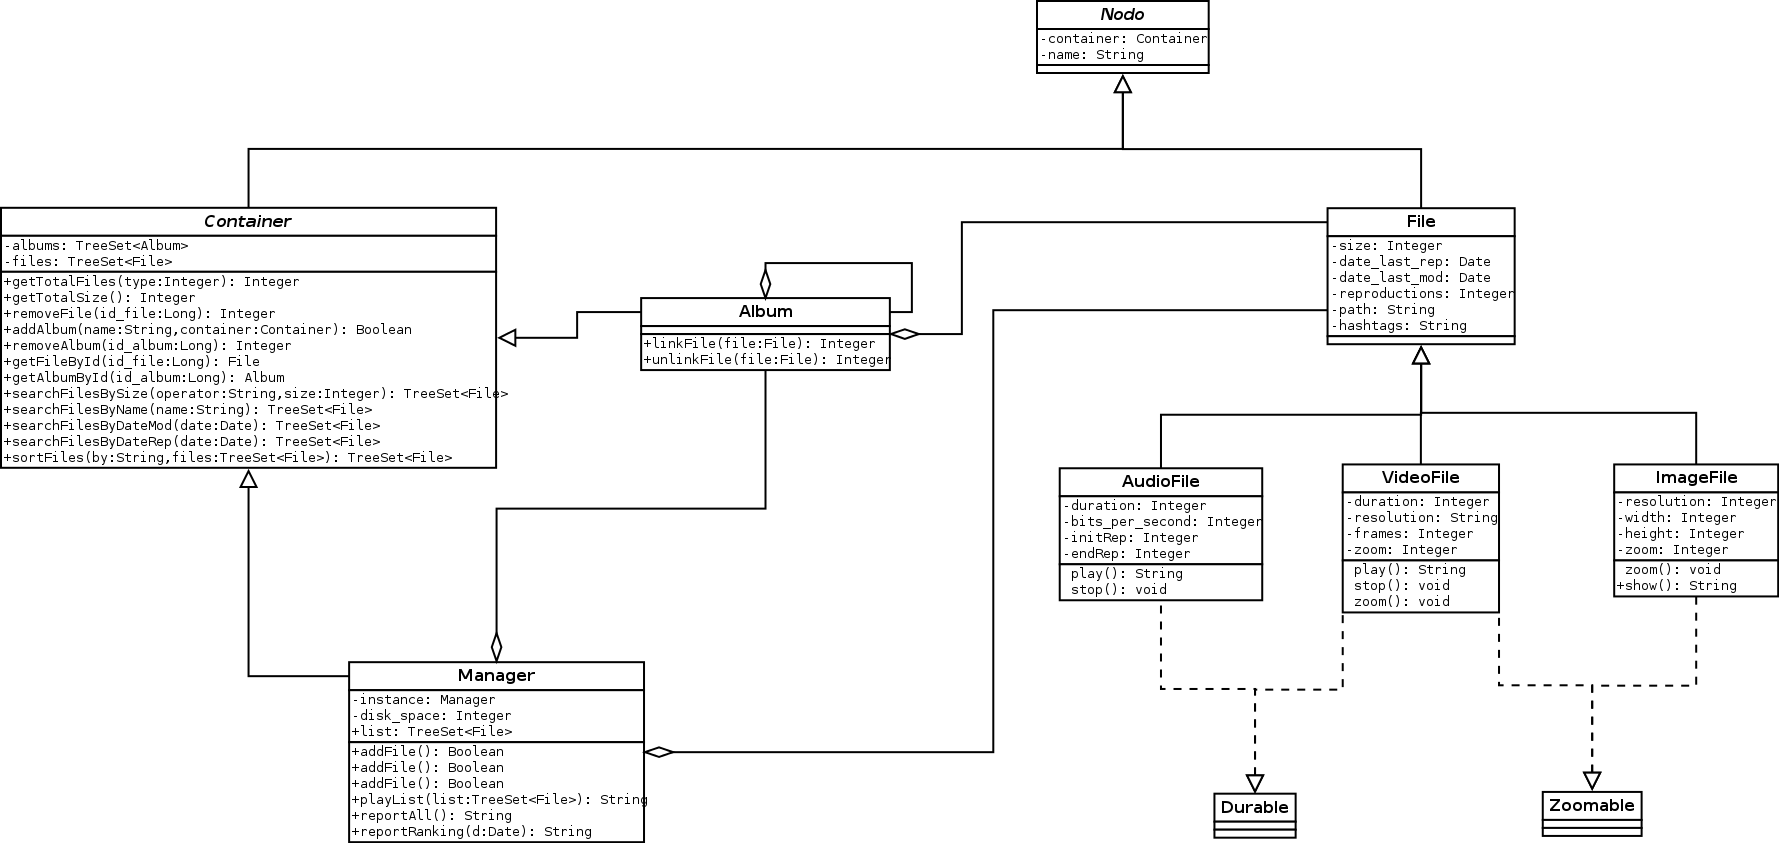 Nodo
-container: Container
-name: String
Container
-albums: TreeSet<Album>
-files: TreeSet<File>
+getTotalFiles(type:Integer): Integer
+getTotalSize(): Integer
+removeFile(id_file:Long): Integer
+addAlbum(name:String,container:Container): Boolean
+removeAlbum(id_album:Long): Integer
+getFileById(id_file:Long): File
+getAlbumById(id_album:Long): Album
+searchFilesBySize(operator:String,size:Integer): TreeSet<File>
+searchFilesByName(name:String): TreeSet<File>
+searchFilesByDateMod(date:Date): TreeSet<File>
+searchFilesByDateRep(date:Date): TreeSet<File>
+sortFiles(by:String,files:TreeSet<File>): TreeSet<File>
Album
+linkFile(file:File): Integer
+unlinkFile(file:File): Integer
File
-size: Integer
-date_last_rep: Date
-date_last_mod: Date
-reproductions: Integer
-path: String
-hashtags: String
AudioFile
-duration: Integer
-bits_per_second: Integer
-initRep: Integer
-endRep: Integer
play(): String
stop(): void
VideoFile
-duration: Integer
-resolution: String
-frames: Integer
-zoom: Integer
play(): String
stop(): void
zoom(): void
ImageFile
-resolution: Integer
-width: Integer
-height: Integer
-zoom: Integer
zoom(): void
+show(): String
Manager
-instance: Manager
-disk_space: Integer
+list: TreeSet<File>
+addFile(): Boolean
+addFile(): Boolean
+addFile(): Boolean
+playList(list:TreeSet<File>): String
+reportAll(): String
+reportRanking(d:Date): String
Durable
Zoomable